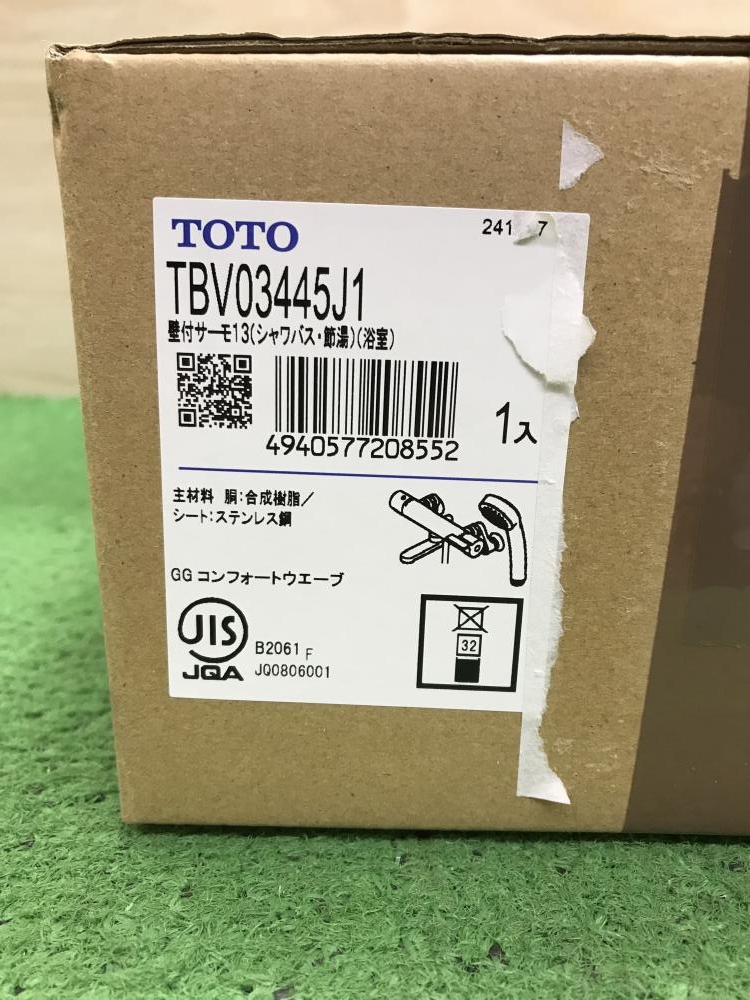 TOTO
241 7
TBV03445J1
壁付サーモ13(シャワバス・節湯)(浴室)
4940577208552
1入
主材料 胴:合成樹脂/
シート:ステンレス鋼
GG コンフォートウエーブ
JIS
JQA
B2061 F
JQ0806001
32